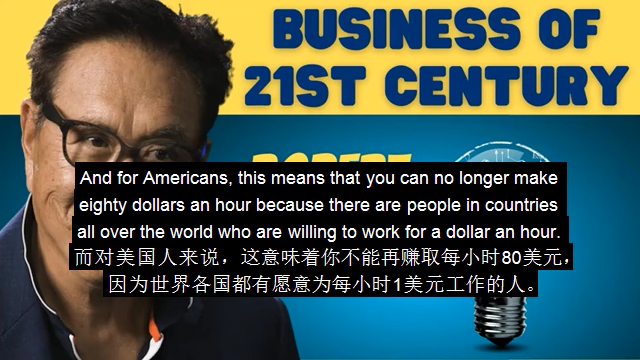 BUSINESS OF
21ST CENTURY
And for Americans, this means that you can no longer make
eighty dollars an hour because there are people in countries
all over the world who are willing to work for a dollar an hour.
而对美国人来说，这意味着你不能再赚取每小时80美元，
因为世界各国都有愿意为每小时1美元工作的人。